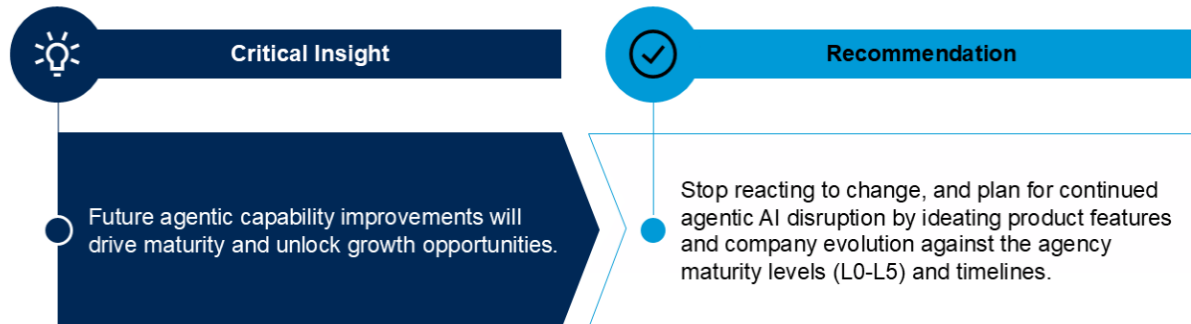 Critical Insight
Recommendation
Future agentic capability improvements will
drive maturity and unlock growth opportunities.
Stop reacting to change, and plan for continued
agentic AI disruption by ideating product features
and company evolution against the agency
maturity levels (L0-L5) and timelines.